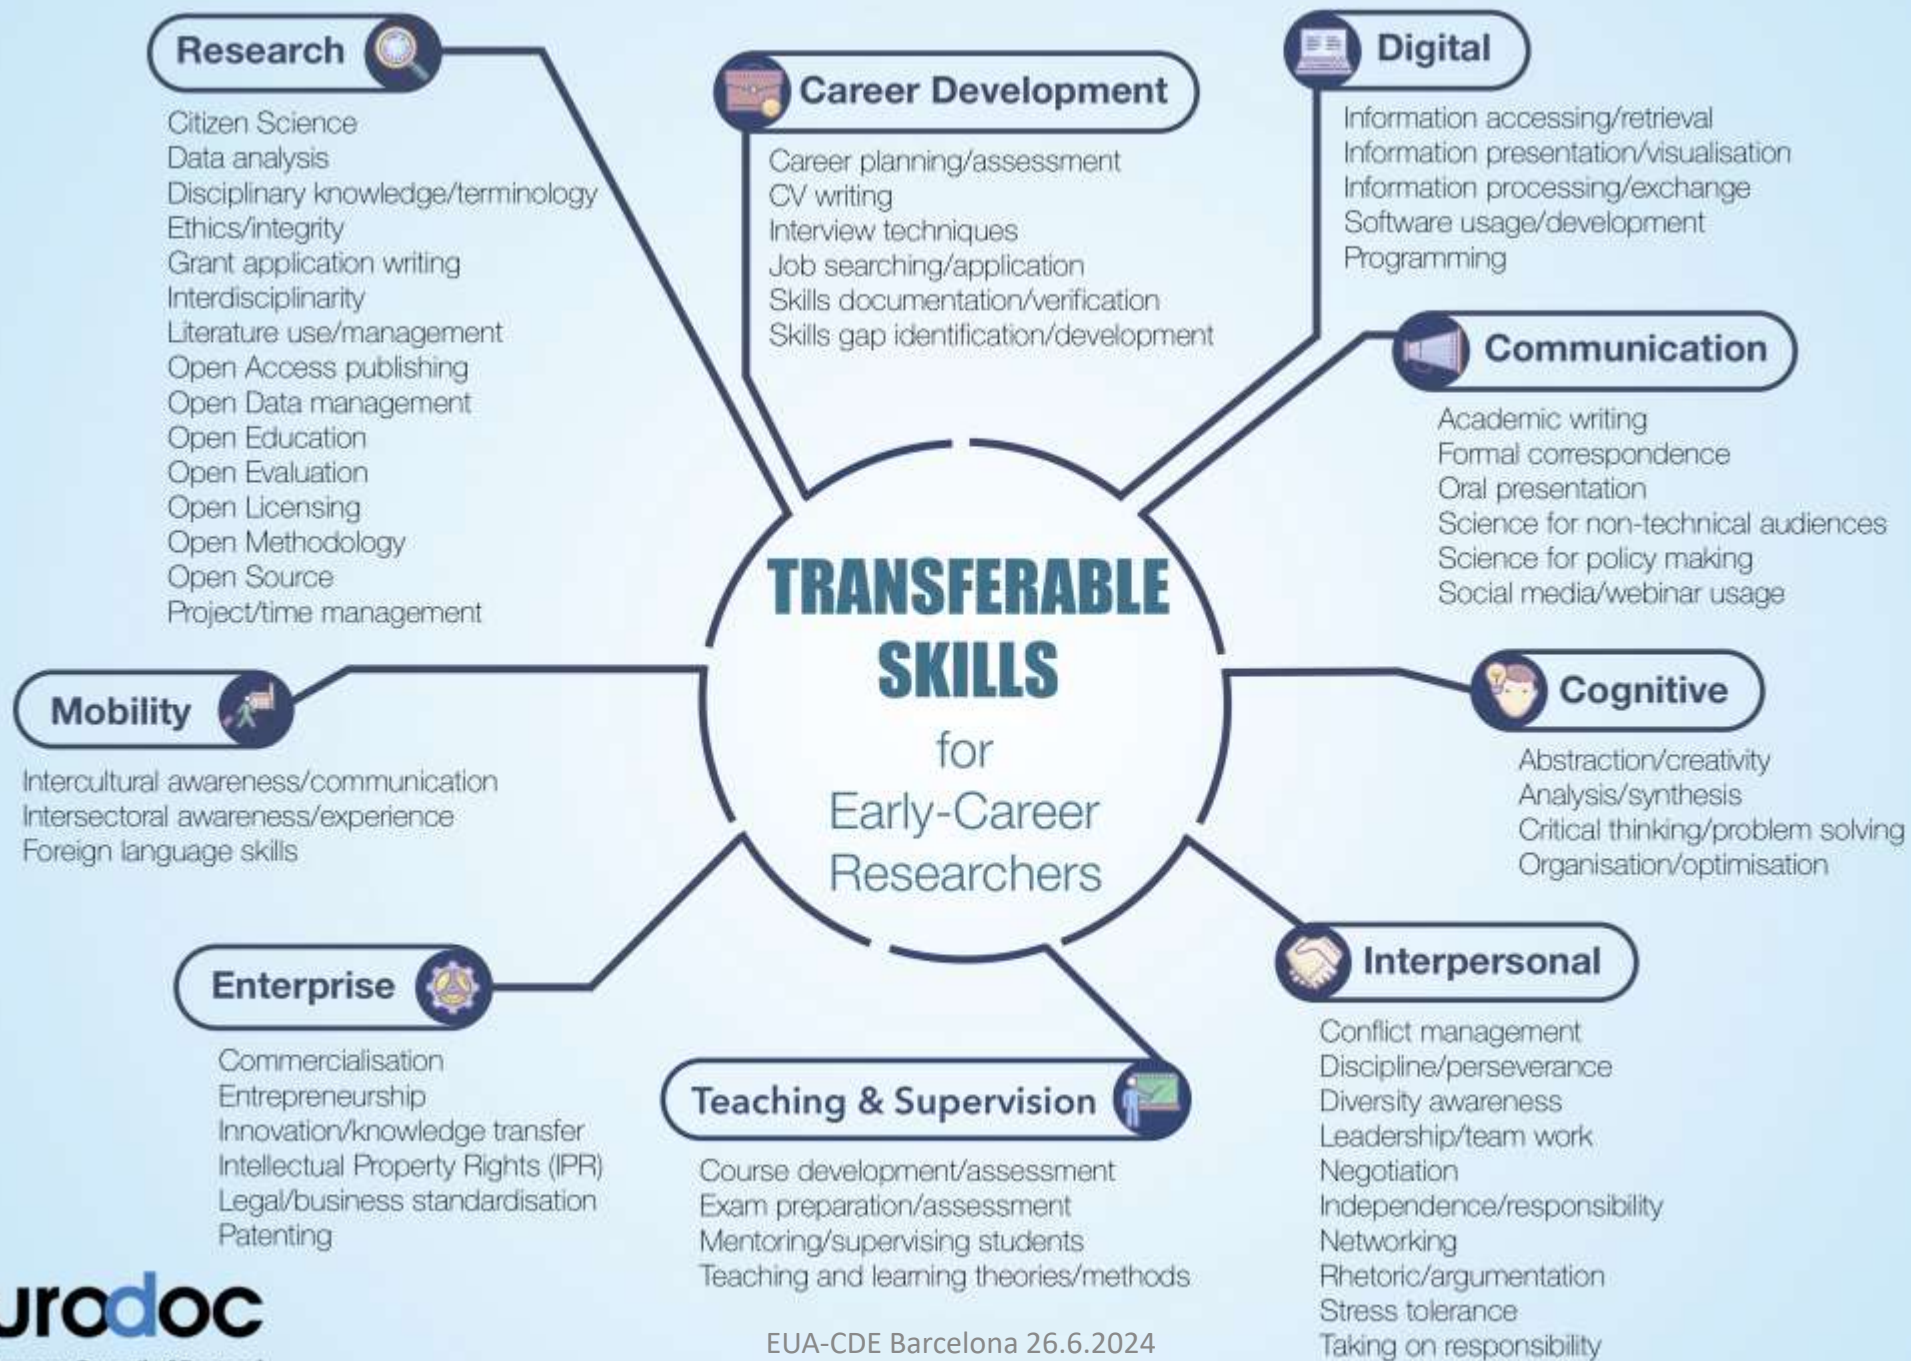 Research
Citizen Science
Data analysis
Disciplinary knowledge/terminology
Ethics/integrity
Grant application writing
Interdisciplinarity
Literature use/management
Open Access publishing
Open Data management
Open Education
Open Evaluation
Open Licensing
Open Methodology
Open Source
Project/time management
Career Development
Career planning/assessment
CV writing
Interview techniques
Job searching/application
Skills documentation/verification
Skills gap identification/development
Digital
Information accessing/retrieval
Information presentation/visualisation
Information processing/exchange
Software usage/development
Programming
Communication
Academic writing
Formal correspondence
Oral presentation
Science for non-technical audiences
Science for policy making
Social media/webinar usage
TRANSFERABLE
SKILLS
for
Early-Career
Researchers
Mobility
Intercultural awareness/communication
Intersectoral awareness/experience
Foreign language skills
Cognitive
Abstraction/creativity
Analysis/synthesis
Critical thinking/problem solving
Organisation/optimisation
Enterprise
Commercialisation
Entrepreneurship
Innovation/knowledge transfer
Intellectual Property Rights (IPR)
Legal/business standardisation
Patenting
Teaching & Supervision
Course development/assessment
Exam preparation/assessment
Mentoring/supervising students
Teaching and learning theories/methods
Interpersonal
Conflict management
Discipline/perseverance
Diversity awareness
Leadership/team work
Negotiation
Independence/responsibility
Networking
Rhetoric/argumentation
Stress tolerance
Taking on responsibility
urodoc
EUA-CDE Barcelona 26.6.2024